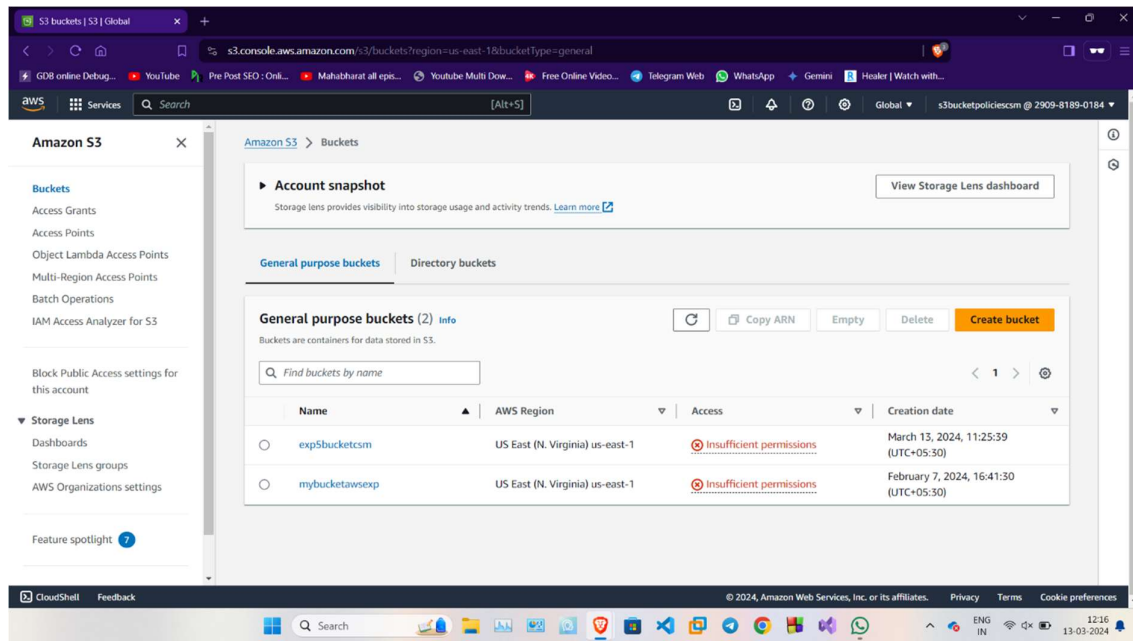 S3 buckets | S3 | Global
s3.console.aws.amazon.com/s3/buckets?region=us-east-1&bucketType=general
GDB online Debug...
YouTube
Pre Post SEO : Onli...
Mahabharat all epis...
Youtube Multi Dow...
Free Online Video...
Telegram Web
WhatsApp
Gemini
Healer | Watch with...
aws
Services
Search
[Alt+S]
Global
s3bucketpoliciescsm @ 2909-8189-0184
Amazon S3
Buckets
Access Grants
Access Points
Object Lambda Access Points
Multi-Region Access Points
Batch Operations
IAM Access Analyzer for S3
Block Public Access settings for
this account
Storage Lens
Dashboards
Storage Lens groups
AWS Organizations settings
Feature spotlight 7
Amazon S3 > Buckets
Account snapshot
View Storage Lens dashboard
Storage lens provides visibility into storage usage and activity trends. Learn more
General purpose buckets
Directory buckets
General purpose buckets (2) Info
Copy ARN
Empty
Delete
Create bucket
Buckets are containers for data stored in S3.
Find buckets by name
1
Name
AWS Region
Access
Creation date
exp5bucketcsm
US East (N. Virginia) us-east-1
Insufficient permissions
March 13, 2024, 11:25:39
(UTC+05:30)
mybucketawsexp
US East (N. Virginia) us-east-1
Insufficient permissions
February 7, 2024, 16:41:30
(UTC+05:30)
CloudShell
Feedback
© 2024, Amazon Web Services, Inc. or its affiliates.
Privacy
Terms
Cookie preferences
Search
ENG
IN
12:16
13-03-2024